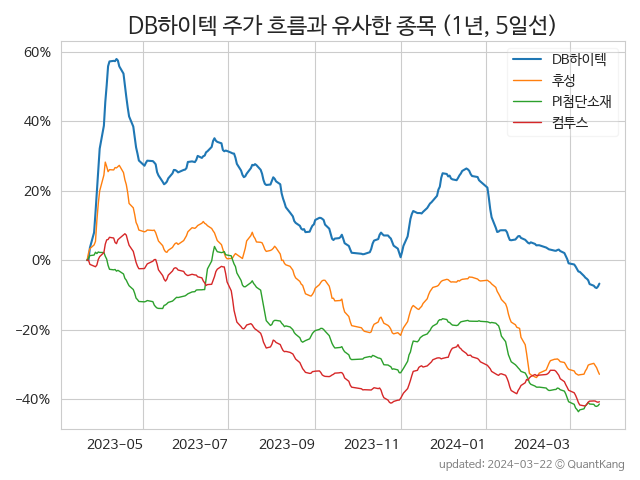 DB하이텍 주가 흐름과 유사한 종목 (1년, 5일선)
DB하이텍
후성
PI첨단소재
컴투스
60%
40%
20%
0%
−20%
−40%
2023-05
2023-07
2023-09
2023-11
2024-01
2024-03
updated: 2024-03-22 © QuantKang